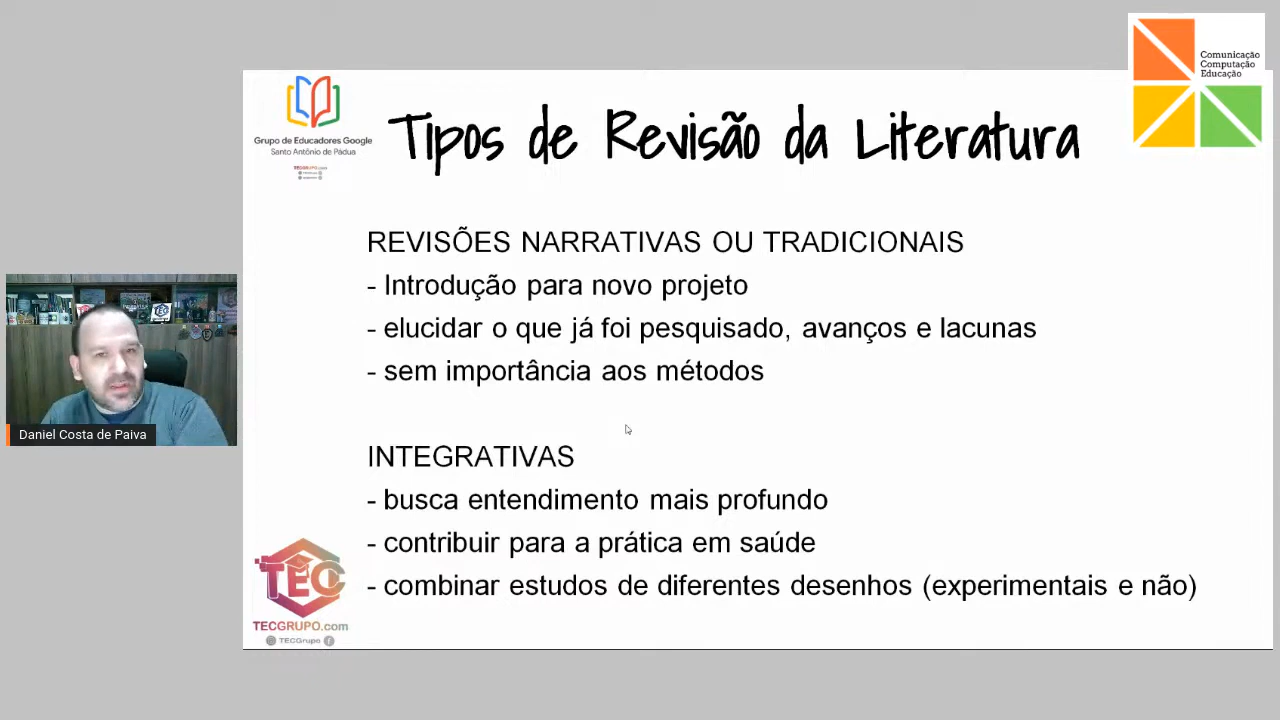 Comunicação
Computação
Educação
Grupo de Educadores Google
Santo Antônio de Pádua
TECGRUPO.com
Tipos de Revisão da Literatura
REVISÕES NARRATIVAS OU TRADICIONAIS
- Introdução para novo projeto
- elucidar o que já foi pesquisado, avanços e lacunas
- sem importância aos métodos
Daniel Costa de Paiva
INTEGRATIVAS
- busca entendimento mais profundo
- contribuir para a prática em saúde
- combinar estudos de diferentes desenhos (experimentais e não)
TEC
TECGRUPO.com
TECGrupo